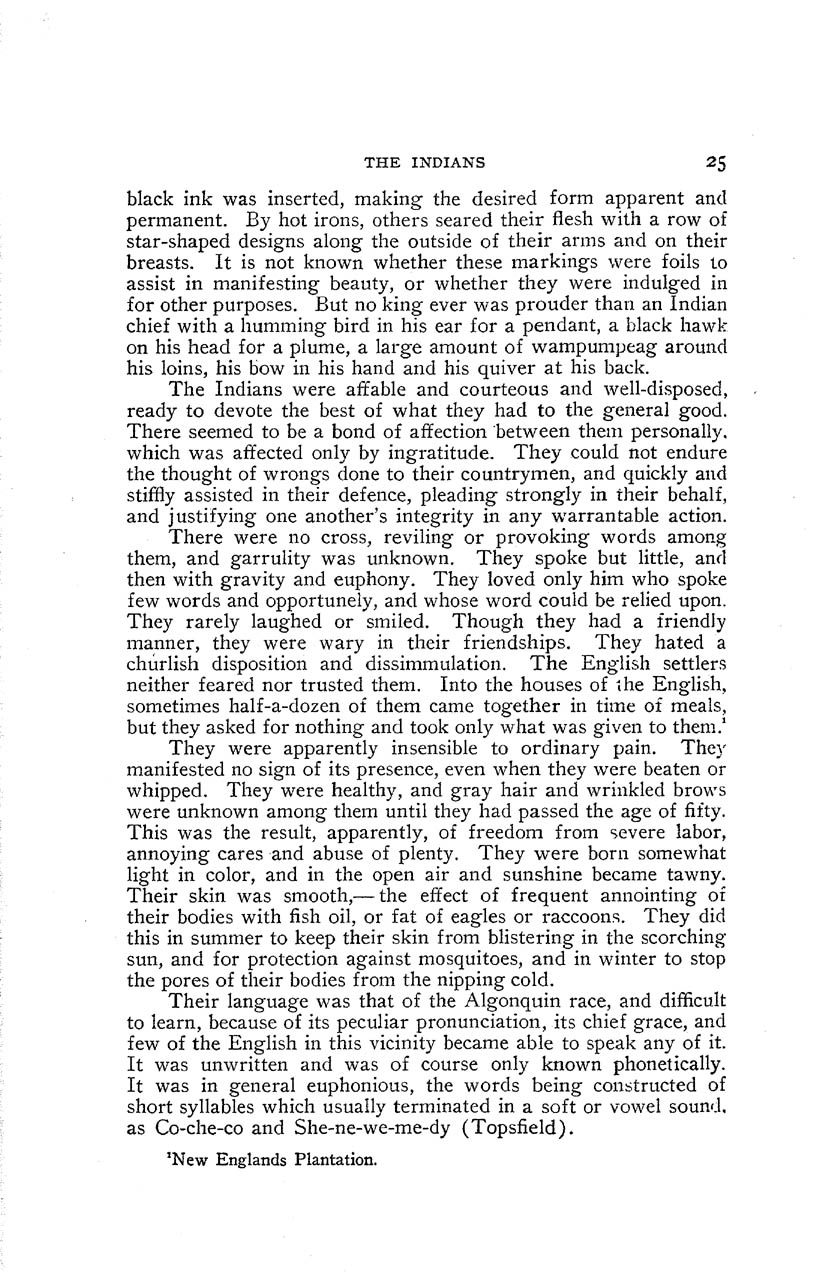 THE INDIANS 25
black ink was inserted, making the desired form apparent and
permanent. By hot irons, others seared their flesh with a row of
star-shaped designs along the outside of their arms and on their
breasts. It is not known whether these markings were foils to
assist in manifesting beauty, or whether they were indulged in
for other purposes. But no king ever was prouder than an Indian
chief with a humming bird in his ear for a pendant, a black hawk
on his head for a plume, a large amount of wampumpeag around
his loins, his bow in his hand and his quiver at his back.
The Indians were affable and courteous and well-disposed,
ready to devote the best of what they had to the general good.
There seemed to be a bond of affection between them personally,
which was affected only by ingratitude. They could not endure
the thought of wrongs done to their countrymen, and quickly and
stiffly assisted in their defence, pleading strongly in their behalf,
and justifying one another's integrity in any warrantable action.
There were no cross, reviling or provoking words among
them, and garrulity was unknown. They spoke but little, and
then with gravity and euphony. They loved only him who spoke
few words and opportunely, and whose word could be relied upon.
They rarely laughed or smiled. Though they had a friendly
manner, they were wary in their friendships. They hated a
churlish disposition and dissimmulation. The English settlers
neither feared nor trusted them. Into the houses of the English,
sometimes half-a-dozen of them came together in time of meals,
but they asked for nothing and took only what was given to them.¹
They were apparently insensible to ordinary pain. They
manifested no sign of its presence, even when they were beaten or
whipped. They were healthy, and gray hair and wrinkled brows
were unknown among them until they had passed the age of fifty.
This was the result, apparently, of freedom from severe labor,
annoying cares and abuse of plenty. They were born somewhat
light in color, and in the open air and sunshine became tawny.
Their skin was smooth,— the effect of frequent annointing of
their bodies with fish oil, or fat of eagles or raccoons. They did
this in summer to keep their skin from blistering in the scorching
sun, and for protection against mosquitoes, and in winter to stop
the pores of their bodies from the nipping cold.
Their language was that of the Algonquin race, and difficult
to learn, because of its peculiar pronunciation, its chief grace, and
few of the English in this vicinity became able to speak any of it.
It was unwritten and was of course only known phonetically.
It was in general euphonious, the words being constructed of
short syllables which usually terminated in a soft or vowel sound,
as Co-che-co and She-ne-we-me-dy (Topsfield).
¹New Englands Plantation.